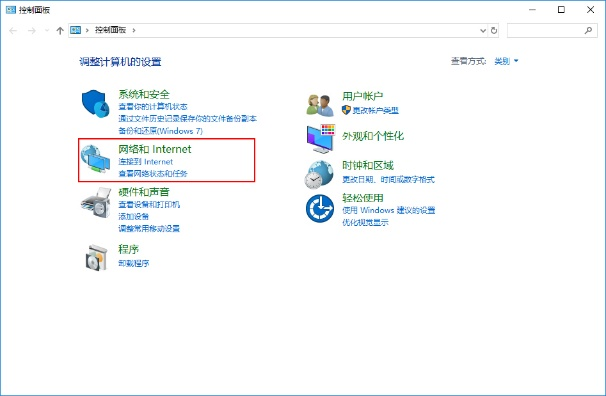 控制面板
控制面板
调整计算机的设置
查看方式: 类别
系统和安全
查看你的计算机状态
通过文件历史记录保存你的文件备份副本
备份和还原(Windows 7)
网络和 Internet
连接到 Internet
查看网络状态和任务
硬件和声音
查看设备和打印机
添加设备
调整常用移动设置
程序
卸载程序
用户帐户
更改帐户类型
外观和个性化
时钟和区域
更改日期、时间或数字格式
轻松使用
使用 Windows 建议的设置
优化视觉显示